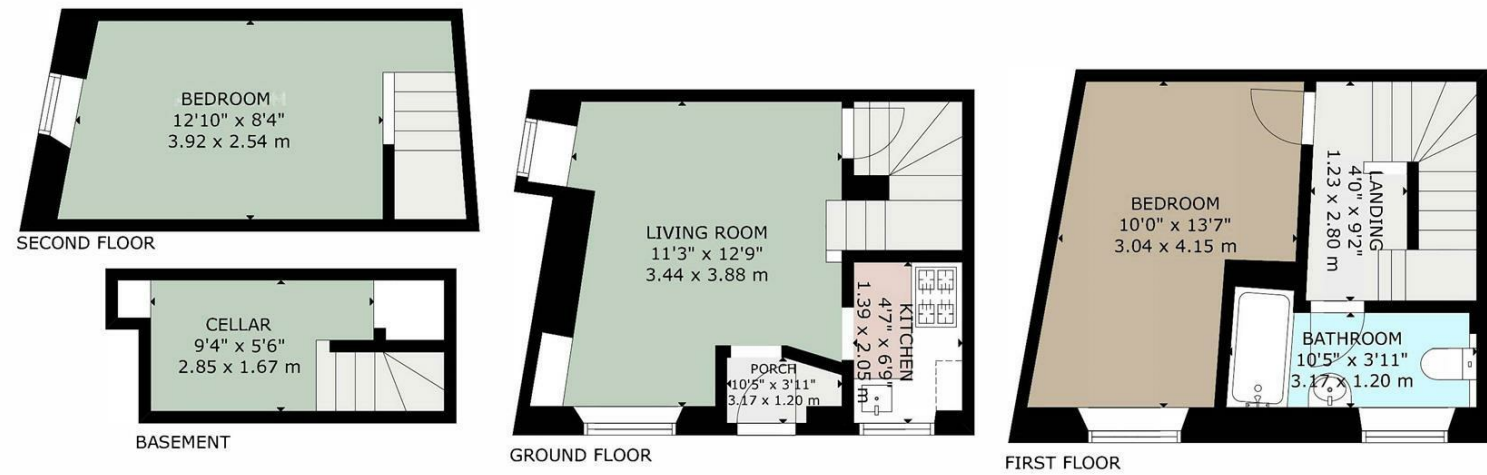 BEDROOM
12'10" x 8'4"
3.92 x 2.54 m
SECOND FLOOR
CELLAR
9'4" x 5'6"
2.85 x 1.67 m
BASEMENT
LIVING ROOM
11'3" x 12'9"
3.44 x 3.88 m
KITCHEN
4'7" x 6'9"
1.39 x 2.05 m
PORCH
10'5" x 3'11"
3.17 x 1.20 m
GROUND FLOOR
BEDROOM
10'0" x 13'7"
3.04 x 4.15 m
LANDING
4'0" x 9'2"
1.23 x 2.80 m
BATHROOM
10'5" x 3'11"
3.17 x 1.20 m
FIRST FLOOR